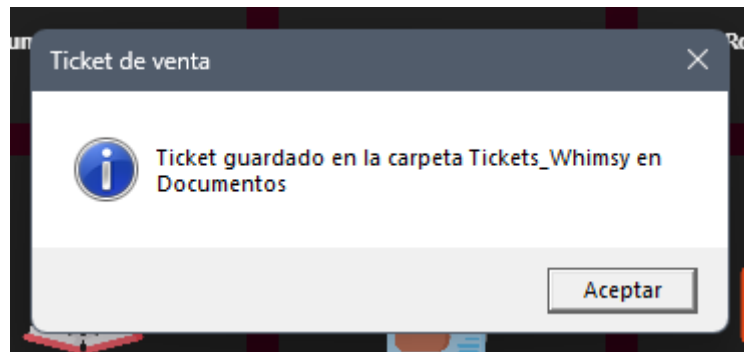 Ticket de venta
Ticket guardado en la carpeta Tickets_Whimsy en
Documentos
Aceptar